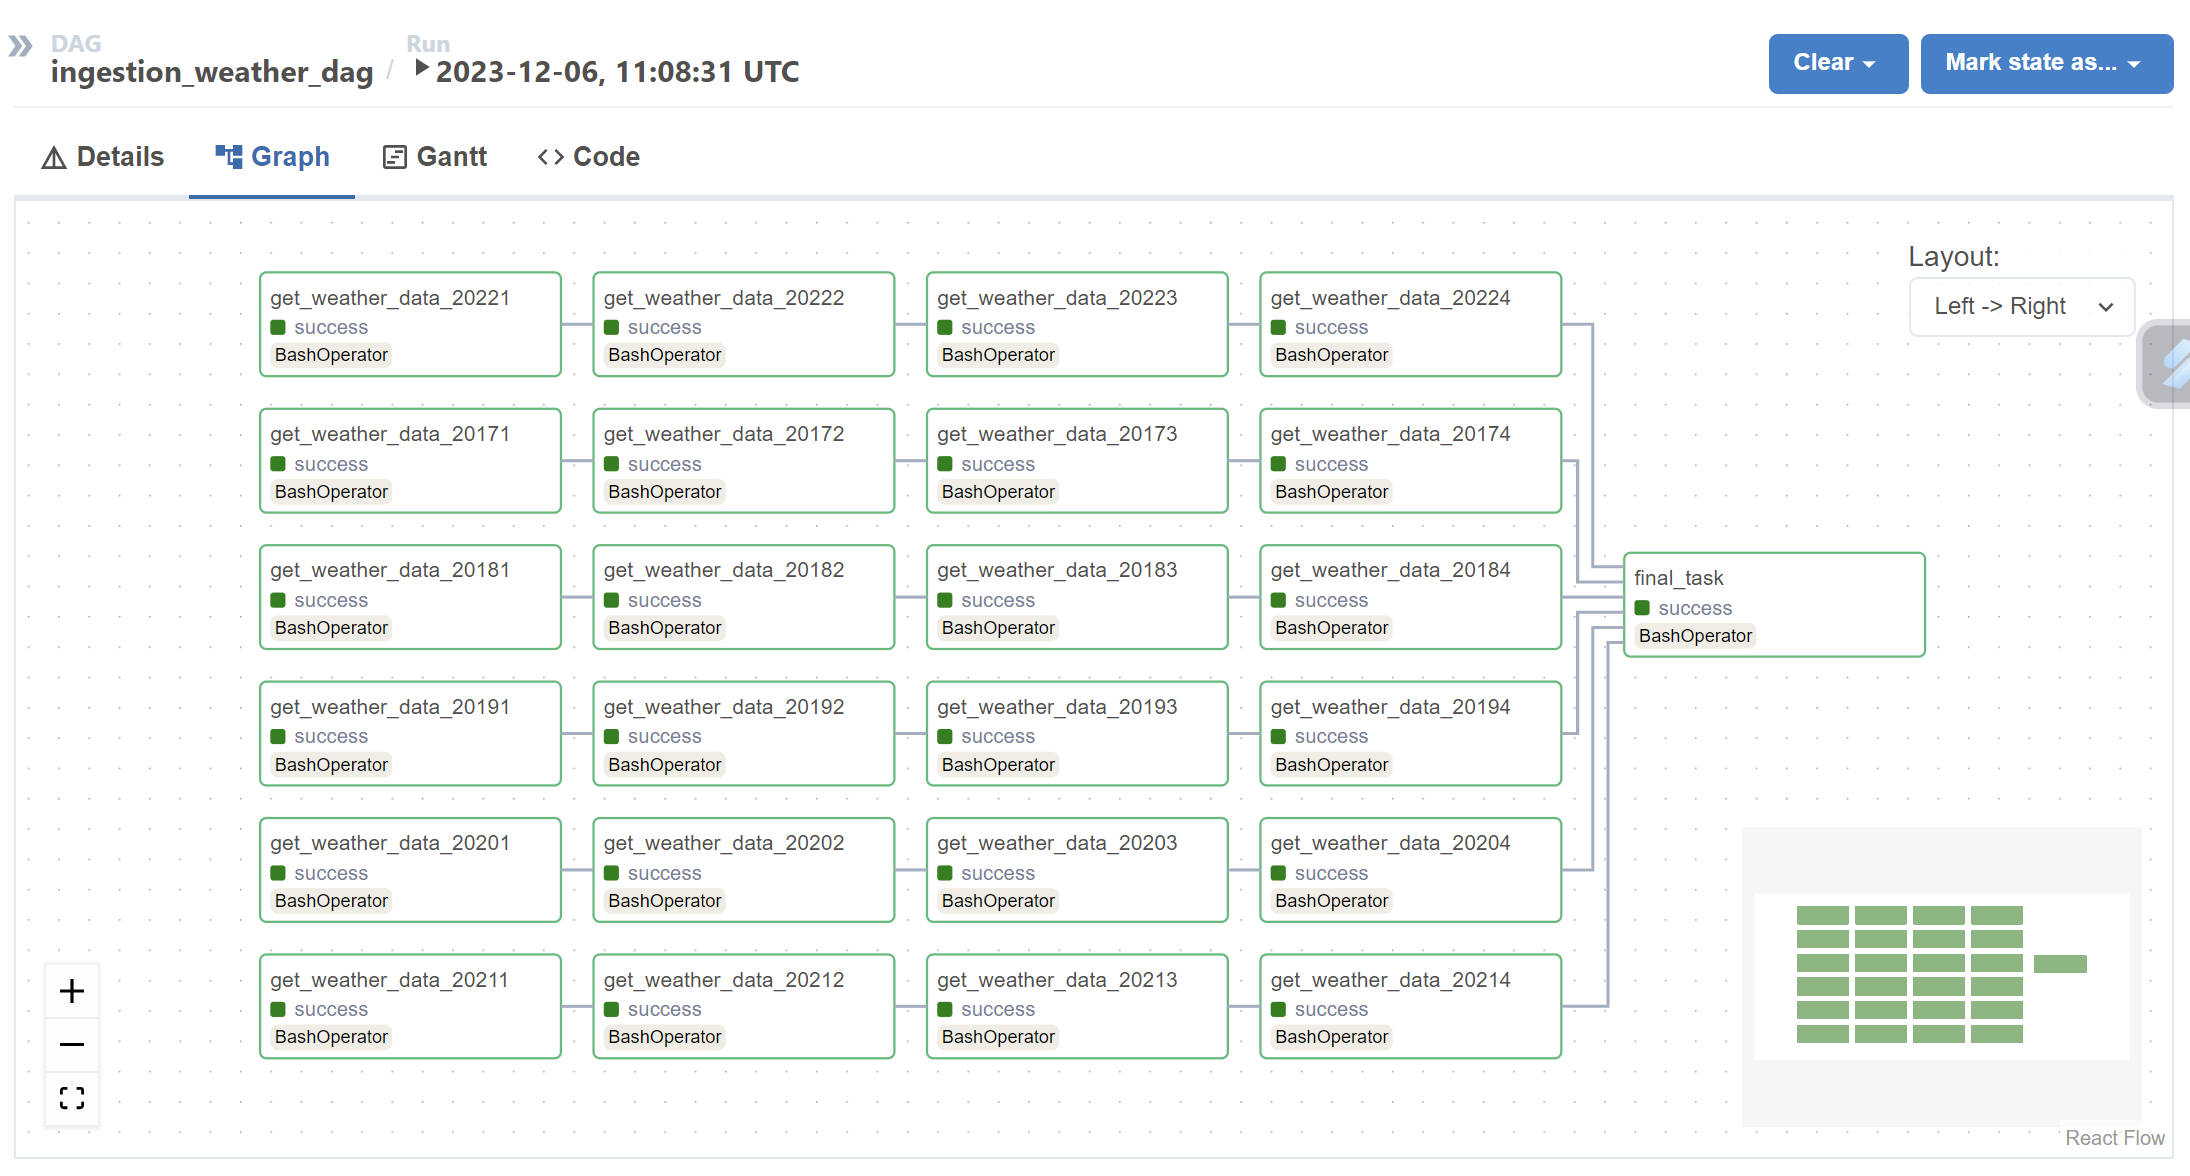 DAG
ingestion_weather_dag
/
Run
2023-12-06, 11:08:31 UTC
Clear
Mark state as...
Details
Graph
Gantt
Code
Layout:
Left -> Right
get_weather_data_20221
success
BashOperator
get_weather_data_20222
success
BashOperator
get_weather_data_20223
success
BashOperator
get_weather_data_20224
success
BashOperator
get_weather_data_20171
success
BashOperator
get_weather_data_20172
success
BashOperator
get_weather_data_20173
success
BashOperator
get_weather_data_20174
success
BashOperator
get_weather_data_20181
success
BashOperator
get_weather_data_20182
success
BashOperator
get_weather_data_20183
success
BashOperator
get_weather_data_20184
success
BashOperator
final_task
success
BashOperator
get_weather_data_20191
success
BashOperator
get_weather_data_20192
success
BashOperator
get_weather_data_20193
success
BashOperator
get_weather_data_20194
success
BashOperator
get_weather_data_20201
success
BashOperator
get_weather_data_20202
success
BashOperator
get_weather_data_20203
success
BashOperator
get_weather_data_20204
success
BashOperator
get_weather_data_20211
success
BashOperator
get_weather_data_20212
success
BashOperator
get_weather_data_20213
success
BashOperator
get_weather_data_20214
success
BashOperator
React Flow